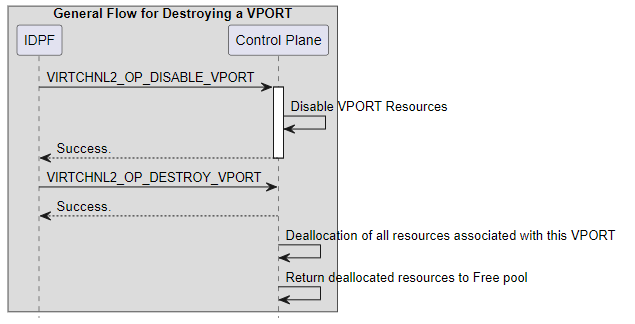 General Flow for Destroying a VPORT
IDPF
Control Plane
VIRTCHNL2_OP_DISABLE_VPORT
Disable VPORT Resources
Success.
VIRTCHNL2_OP_DESTROY_VPORT
Success.
Deallocation of all resources associated with this VPORT
Return deallocated resources to Free pool